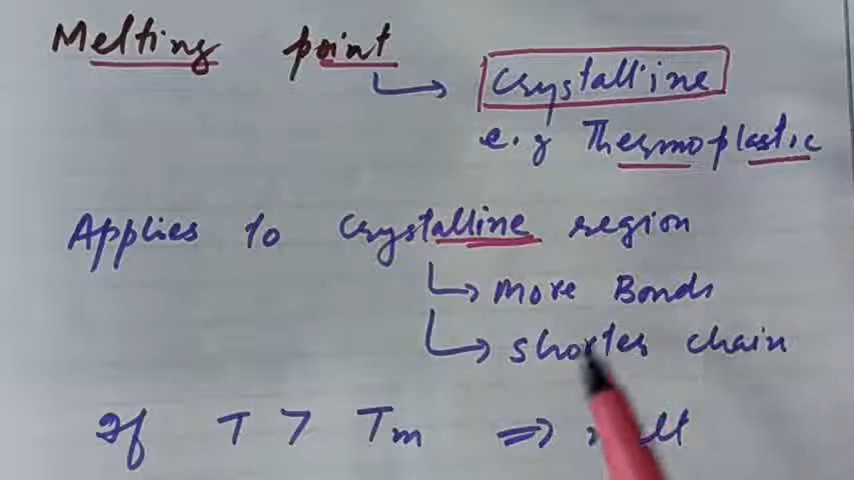 Melting point
Crystalline
e.g Thermoplastic
Applies to Crystalline region
More Bonds
shorter chain
If T > Tm ⇒